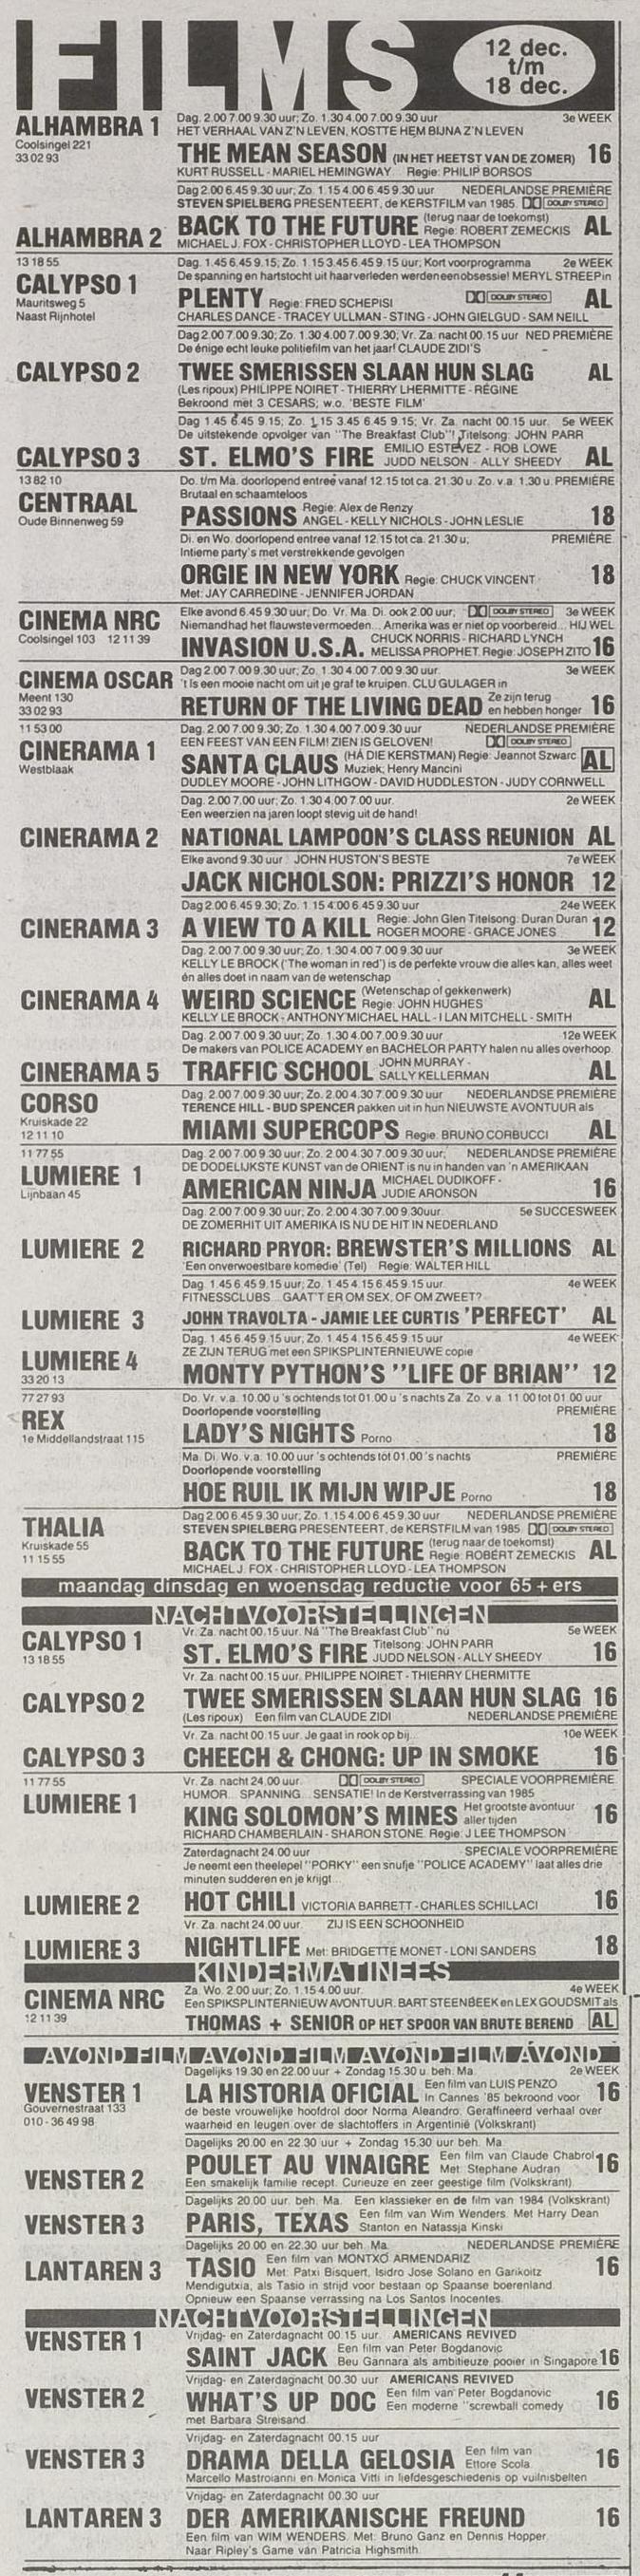 FILMS
12 dec.
t/m
18 dec.
ALHAMBRA 1
Coolsingel 221
33 02 93
Dag. 2.00 7.00 9.30 uur; Zo. 1.30 4.00 7.00 9.30 uur 3e WEEK
HET VERHAAL VAN Z'N LEVEN, KOSTTE HEM BIJNA Z'N LEVEN
THE MEAN SEASON (IN HET HEETST VAN DE ZOMER) 16
KURT RUSSELL - MARIEL HEMINGWAY Regie: PHILIP BORSOS
ALHAMBRA 2
Dag 2.00 6.45 9.30 uur; Zo. 1.15 4.00 6.45 9.30 uur NEDERLANDSE PREMIÈRE
STEVEN SPIELBERG PRESENTEERT, de KERSTFILM van 1985. DOLBY STEREO
BACK TO THE FUTURE (terug naar de toekomst) Regie: ROBERT ZEMECKIS AL
MICHAEL J. FOX - CHRISTOPHER LLOYD - LEA THOMPSON
13 18 55
CALYPSO 1
Mauritsweg 5
Naast Rijnhotel
Dag. 1.45 6.45 9.15; Zo. 1.15 3.45 6.45 9.15 uur; Kort voorprogramma 2e WEEK
De spanning en hartstocht uit haar verleden werden een obsessie! MERYL STREEP in
PLENTY Regie: FRED SCHEPISI DOLBY STEREO AL
CHARLES DANCE - TRACEY ULLMAN - STING - JOHN GIELGUD - SAM NEILL
CALYPSO 2
Dag 2.00 7.00 9.30; Zo. 1.30 4.00 7.00 9.30; Vr. Za. nacht 00.15 uur NED PREMIÈRE
De énige echt leuke politiefilm van het jaar! CLAUDE ZIDI'S
TWEE SMERISSEN SLAAN HUN SLAG AL
(Les ripoux) PHILIPPE NOIRET - THIERRY LHERMITTE - RÉGINE
Bekroond met 3 CESARS; w.o. 'BESTE FILM'
CALYPSO 3
Dag 1.45 6.45 9.15; Zo. 1.15 3.45 6.45 9.15; Vr. Za. nacht 00.15 uur. 5e WEEK
De uitstekende opvolger van "The Breakfast Club"! Titelsong: JOHN PARR
ST. ELMO'S FIRE EMILIO ESTEVEZ - ROB LOWE JUDD NELSON - ALLY SHEEDY AL
13 82 10
CENTRAAL
Oude Binnenweg 59
Do. t/m Ma. doorlopend entree vanaf 12.15 tot ca. 21.30 u. Zo. v.a. 1.30 u. PREMIÈRE
Brutaal en schaamteloos
PASSIONS Regie: Alex de Renzy ANGEL - KELLY NICHOLS - JOHN LESLIE 18
Di. en Wo. doorlopend entree vanaf 12.15 tot ca. 21.30 u; PREMIÈRE
Intieme party's met verstrekkende gevolgen
ORGIE IN NEW YORK Regie: CHUCK VINCENT 18
Met: JAY CARREDINE - JENNIFER JORDAN
CINEMA NRC
Coolsingel 103 12 11 39
Elke avond 6.45 9.30 uur; Do. Vr. Ma. Di. ook 2.00 uur; DOLBY STEREO 3e WEEK
Niemand had het flauwste vermoeden... Amerika was er niet op voorbereid... HIJ WEL
INVASION U.S.A. CHUCK NORRIS - RICHARD LYNCH MELISSA PROPHET. Regie: JOSEPH ZITO 16
CINEMA OSCAR
Meent 130
33 02 93
Dag 2.00 7.00 9.30 uur; Zo. 1.30 4.00 7.00 9.30 uur. 3e WEEK
't Is een mooie nacht om uit je graf te kruipen. CLU GULAGER in
RETURN OF THE LIVING DEAD Ze zijn terug en hebben honger 16
11 53 00
CINERAMA 1
Westblaak
Dag. 2.00 7.00 9.30; Zo. 1.30 4.00 7.00 9.30 uur NEDERLANDSE PREMIÈRE
EEN FEEST VAN EEN FILM! ZIEN IS GELOVEN! DOLBY STEREO
SANTA CLAUS (HÁ DIE KERSTMAN) Regie: Jeannot Szwarc Muziek: Henry Mancini AL
DUDLEY MOORE - JOHN LITHGOW - DAVID HUDDLESTON - JUDY CORNWELL
CINERAMA 2
Dag. 2.00 7.00 uur; Zo. 1.30 4.00 7.00 uur. 2e WEEK
'Een weerzien na jaren loopt stevig uit de hand!
NATIONAL LAMPOON'S CLASS REUNION AL
Elke avond 9.30 uur JOHN HUSTON'S BESTE 7e WEEK
JACK NICHOLSON: PRIZZI'S HONOR 12
CINERAMA 3
Dag 2.00 6.45 9.30; Zo. 1.15 4.00 6.45 9.30 uur 24e WEEK
A VIEW TO A KILL Regie: John Glen Titelsong: Duran Duran ROGER MOORE - GRACE JONES 12
CINERAMA 4
Dag. 2.00 7.00 9.30 uur; Zo. 1.30 4.00 7.00 9.30 uur 3e WEEK
KELLY LE BROCK ('The woman in red') is de perfekte vrouw die alles kan, alles weet
én alles doet in naam van de wetenschap
WEIRD SCIENCE (Wetenschap of gekkenwerk) Regie: JOHN HUGHES AL
KELLY LE BROCK - ANTHONY MICHAEL HALL - ILAN MITCHELL - SMITH
CINERAMA 5
Dag. 2.00 7.00 9.30 uur; Zo. 1.30 4.00 7.00 9.30 uur 12e WEEK
De makers van POLICE ACADEMY en BACHELOR PARTY halen nu alles overhoop.
TRAFFIC SCHOOL JOHN MURRAY - SALLY KELLERMAN AL
CORSO
Kruiskade 22
12 11 10
Dag. 2.00 7.00 9.30 uur; Zo. 2.00 4.30 7.00 9.30 uur NEDERLANDSE PREMIÈRE
TERENCE HILL - BUD SPENCER pakken uit in hun NIEUWSTE AVONTUUR als
MIAMI SUPERCOPS Regie: BRUNO CORBUCCI AL
11 77 55
LUMIERE 1
Lijnbaan 45
Dag. 2.00 7.00 9.30 uur; Zo. 2.00 4.30 7.00 9.30 uur; NEDERLANDSE PREMIÈRE
DE DODELIJKSTE KUNST van de ORIENT is nu in handen van 'n AMERIKAAN
AMERICAN NINJA MICHAEL DUDIKOFF - JUDIE ARONSON 16
LUMIERE 2
Dag. 2.00 7.00 9.30 uur; Zo. 2.00 4.30 7.00 9.30uur. 5e SUCCESWEEK
DE ZOMERHIT UIT AMERIKA IS NU DE HIT IN NEDERLAND
RICHARD PRYOR: BREWSTER'S MILLIONS AL
'Een onverwoestbare komedie' (Tel) Regie: WALTER HILL
LUMIERE 3
Dag. 1.45 6.45 9.15 uur; Zo. 1.45 4.15 6.45 9.15 uur. 4e WEEK
FITNESSCLUBS... GAAT'T ER OM SEX, OF OM ZWEET?
JOHN TRAVOLTA - JAMIE LEE CURTIS 'PERFECT' AL
LUMIERE 4
33 20 13
Dag. 1.45 6.45 9.15 uur; Zo. 1.45 4.15 6.45 9.15 uur 4e WEEK
ZE ZIJN TERUG met een SPIKSPLINTERNIEUWE copie
MONTY PYTHON'S "LIFE OF BRIAN" 12
77 27 93
REX
1e Middellandstraat 115
Do. Vr. v.a. 10.00 u 's ochtends tot 01.00 u 's nachts Za. Zo. v.a. 11.00 tot 01.00 uur
Doorlopende voorstelling PREMIÈRE
LADY'S NIGHTS Porno 18
Ma. Di. Wo. v.a. 10.00 uur 's ochtends tot 01.00 's nachts PREMIÈRE
Doorlopende voorstelling
HOE RUIL IK MIJN WIPJE Porno 18
THALIA
Kruiskade 55
11 15 55
Dag 2.00 6.45 9.30 uur; Zo. 1.15 4.00 6.45 9.30 uur NEDERLANDSE PREMIÈRE
STEVEN SPIELBERG PRESENTEERT, de KERSTFILM van 1985. DOLBY STEREO
BACK TO THE FUTURE (terug naar de toekomst) Regie: ROBERT ZEMECKIS AL
MICHAEL J. FOX - CHRISTOPHER LLOYD - LEA THOMPSON
maandag dinsdag en woensdag reductie voor 65 + ers
NACHTVOORSTELLINGEN
CALYPSO 1
13 18 55
Vr. Za. nacht 00.15 uur. Ná "The Breakfast Club" nu 5e WEEK
ST. ELMO'S FIRE Titelsong: JOHN PARR JUDD NELSON - ALLY SHEEDY 16
CALYPSO 2
Vr. Za. nacht 00.15 uur. PHILIPPE NOIRET - THIERRY LHERMITTE
TWEE SMERISSEN SLAAN HUN SLAG 16
(Les ripoux) Een film van CLAUDE ZIDI NEDERLANDSE PREMIÈRE
CALYPSO 3
Vr. Za. nacht 00.15 uur. Je gaat in rook op bij... 10e WEEK
CHEECH & CHONG: UP IN SMOKE 16
11 77 55
LUMIERE 1
Vr. Za. nacht 24.00 uur. DOLBY STEREO SPECIALE VOORPREMIÈRE
HUMOR... SPANNING... SENSATIE! In de Kerstverrassing van 1985
KING SOLOMON'S MINES Het grootste avontuur aller tijden 16
RICHARD CHAMBERLAIN - SHARON STONE Regie: J LEE THOMPSON
LUMIERE 2
Zaterdagnacht 24.00 uur SPECIALE VOORPREMIÈRE
Je neemt een theelepel "PORKY" een snufje "POLICE ACADEMY" laat alles drie
minuten sudderen en je krijgt...
HOT CHILI VICTORIA BARRETT - CHARLES SCHILLACI 16
LUMIERE 3
Vr. Za. nacht 24.00 uur. ZIJ IS EEN SCHOONHEID
NIGHTLIFE Met: BRIDGETTE MONET - LONI SANDERS 18
KINDERMATINEES
CINEMA NRC
12 11 39
Za. Wo. 2.00 uur; Zo. 1.15 4.00 uur. 4e WEEK
Een SPIKSPLINTERNIEUW AVONTUUR. BART STEENBEEK en LEX GOUDSMIT als
THOMAS + SENIOR OP HET SPOOR VAN BRUTE BEREND AL
AVOND FILM AVOND FILM AVOND FILM AVOND
VENSTER 1
Gouvernestraat 133
010 - 36 49 98
Dagelijks 19.30 en 22.00 uur + Zondag 15.30 u. beh. Ma. 2e WEEK
LA HISTORIA OFICIAL Een film van LUIS PENZO In Cannes '85 bekroond voor 16
de beste vrouwelijke hoofdrol door Norma Aleandro. Geraffineerd verhaal over
waarheid en leugen over de slachtoffers in Argentinië (Volkskrant)
VENSTER 2
Dagelijks 20.00 en 22.30 uur + Zondag 15.30 uur beh. Ma.
POULET AU VINAIGRE Een film van Claude Chabrol Met: Stephane Audran 16
Een smakelijk familie recept. Curieuze en zeer geestige film (Volkskrant)
VENSTER 3
Dagelijks 20.00 uur. beh. Ma. Een klassieker en de film van 1984 (Volkskrant)
PARIS, TEXAS Een film van Wim Wenders. Met Harry Dean Stanton en Natassja Kinski
LANTAREN 3
Dagelijks 20.00 en 22.30 uur beh. Ma. NEDERLANDSE PREMIÈRE
TASIO Een film van MONTXO ARMENDARIZ Met: Patxi Bisquert, Isidro Jose Solano en Garikoitz 16
Mendigutxia, als Tasio in strijd voor bestaan op Spaanse boerenland.
Opnieuw een Spaanse verrassing na Los Santos Inocentes.
NACHTVOORSTELLINGEN
VENSTER 1
Vrijdag- en Zaterdagnacht 00.15 uur. AMERICANS REVIVED
SAINT JACK Een film van Peter Bogdanovic Beu Gannara als ambitieuze pooier in Singapore 16
VENSTER 2
Vrijdag- en Zaterdagnacht 00.30 uur AMERICANS REVIVED
WHAT'S UP DOC Een film van Peter Bogdanovic Een moderne "screwball comedy 16
met Barbara Streisand
VENSTER 3
Vrijdag- en Zaterdagnacht 00.15 uur
DRAMA DELLA GELOSIA Een film van Ettore Scola 16
Marcello Mastroianni en Monica Vitti in liefdesgeschiedenis op vuilnisbelten
LANTAREN 3
Vrijdag- en Zaterdagnacht 00.30 uur
DER AMERIKANISCHE FREUND 16
Een film van WIM WENDERS. Met: Bruno Ganz en Dennis Hopper.
Naar Ripley's Game van Patricia Highsmith.